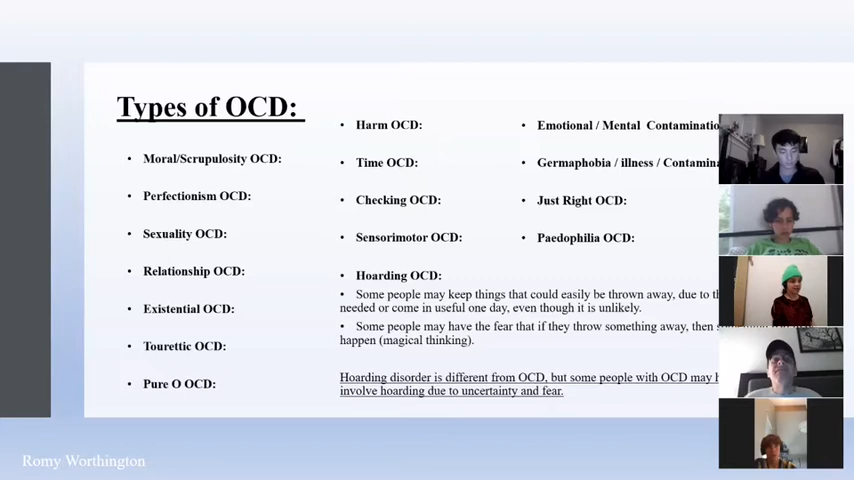 Types of OCD:
• Moral/Scrupulosity OCD:
• Perfectionism OCD:
• Sexuality OCD:
• Relationship OCD:
• Existential OCD:
• Tourettic OCD:
• Pure O OCD:
• Harm OCD:
• Time OCD:
• Checking OCD:
• Sensorimotor OCD:
• Hoarding OCD:
• Some people may keep things that could easily be thrown away, due to
needed or come in useful one day, even though it is unlikely.
• Some people may have the fear that if they throw something away, then
happen (magical thinking).
Hoarding disorder is different from OCD, but some people with OCD may
involve hoarding due to uncertainty and fear.
• Emotional / Mental
• Germaphobia / illness /
• Just Right OCD:
• Paedophilia OCD:
Romy Worthington